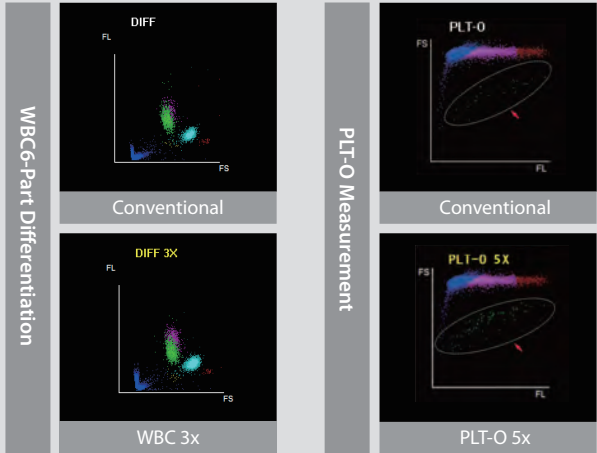 WBC6-Part Differentiation
DIFF
FL
FS
Conventional
DIFF 3X
FL
FS
WBC 3x
PLT-O Measurement
PLT-O
FS
FL
Conventional
PLT-O 5X
FS
FL
PLT-O 5x